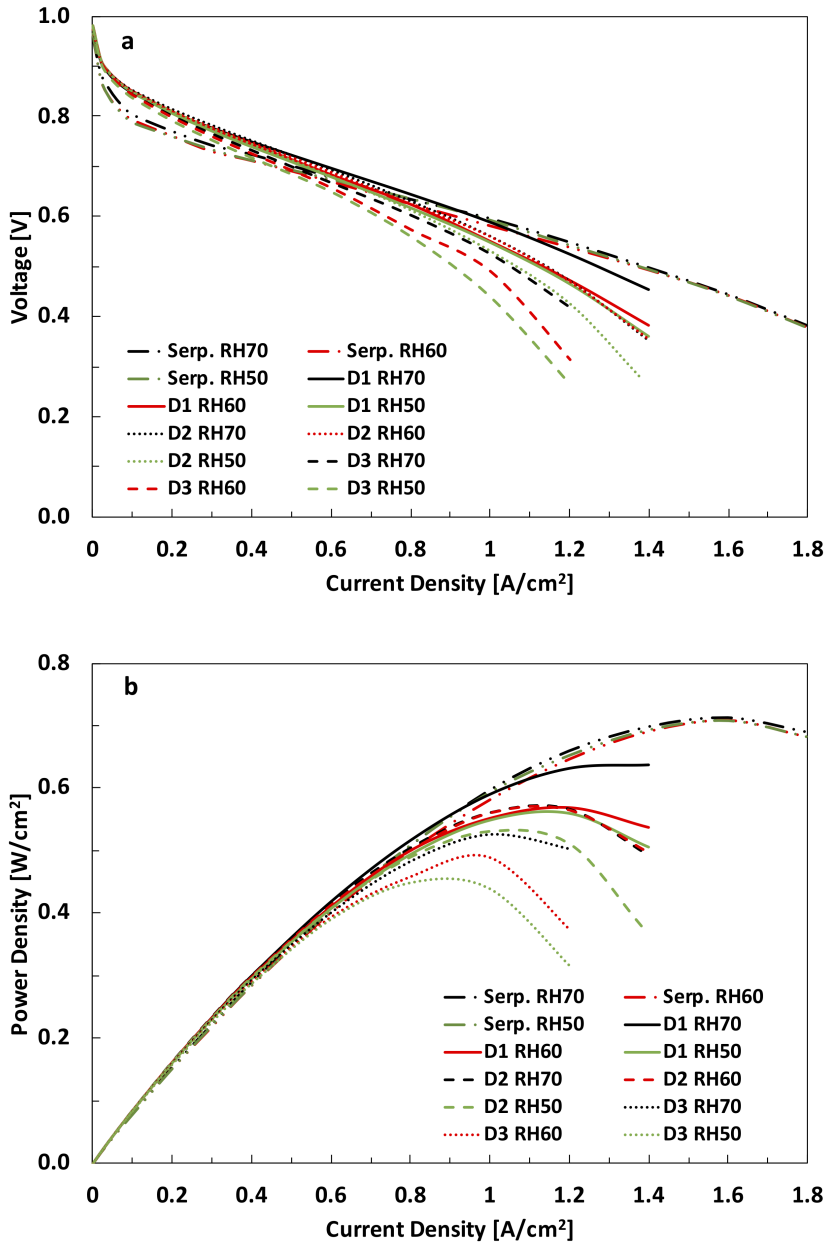 a
1.0
0.8
0.6
0.4
0.2
0.0
Voltage [V]
Serp. RH70 Serp. RH60
Serp. RH50 D1 RH70
D1 RH60 D1 RH50
D2 RH70 D2 RH60
D2 RH50 D3 RH70
D3 RH60 D3 RH50
0 0.2 0.4 0.6 0.8 1 1.2 1.4 1.6 1.8
Current Density [A/cm²]
b
0.8
0.6
0.4
0.2
0.0
Power Density [W/cm²]
Serp. RH70 Serp. RH60
Serp. RH50 D1 RH70
D1 RH60 D1 RH50
D2 RH70 D2 RH60
D2 RH50 D3 RH70
D3 RH60 D3 RH50
0 0.2 0.4 0.6 0.8 1 1.2 1.4 1.6 1.8
Current Density [A/cm²]